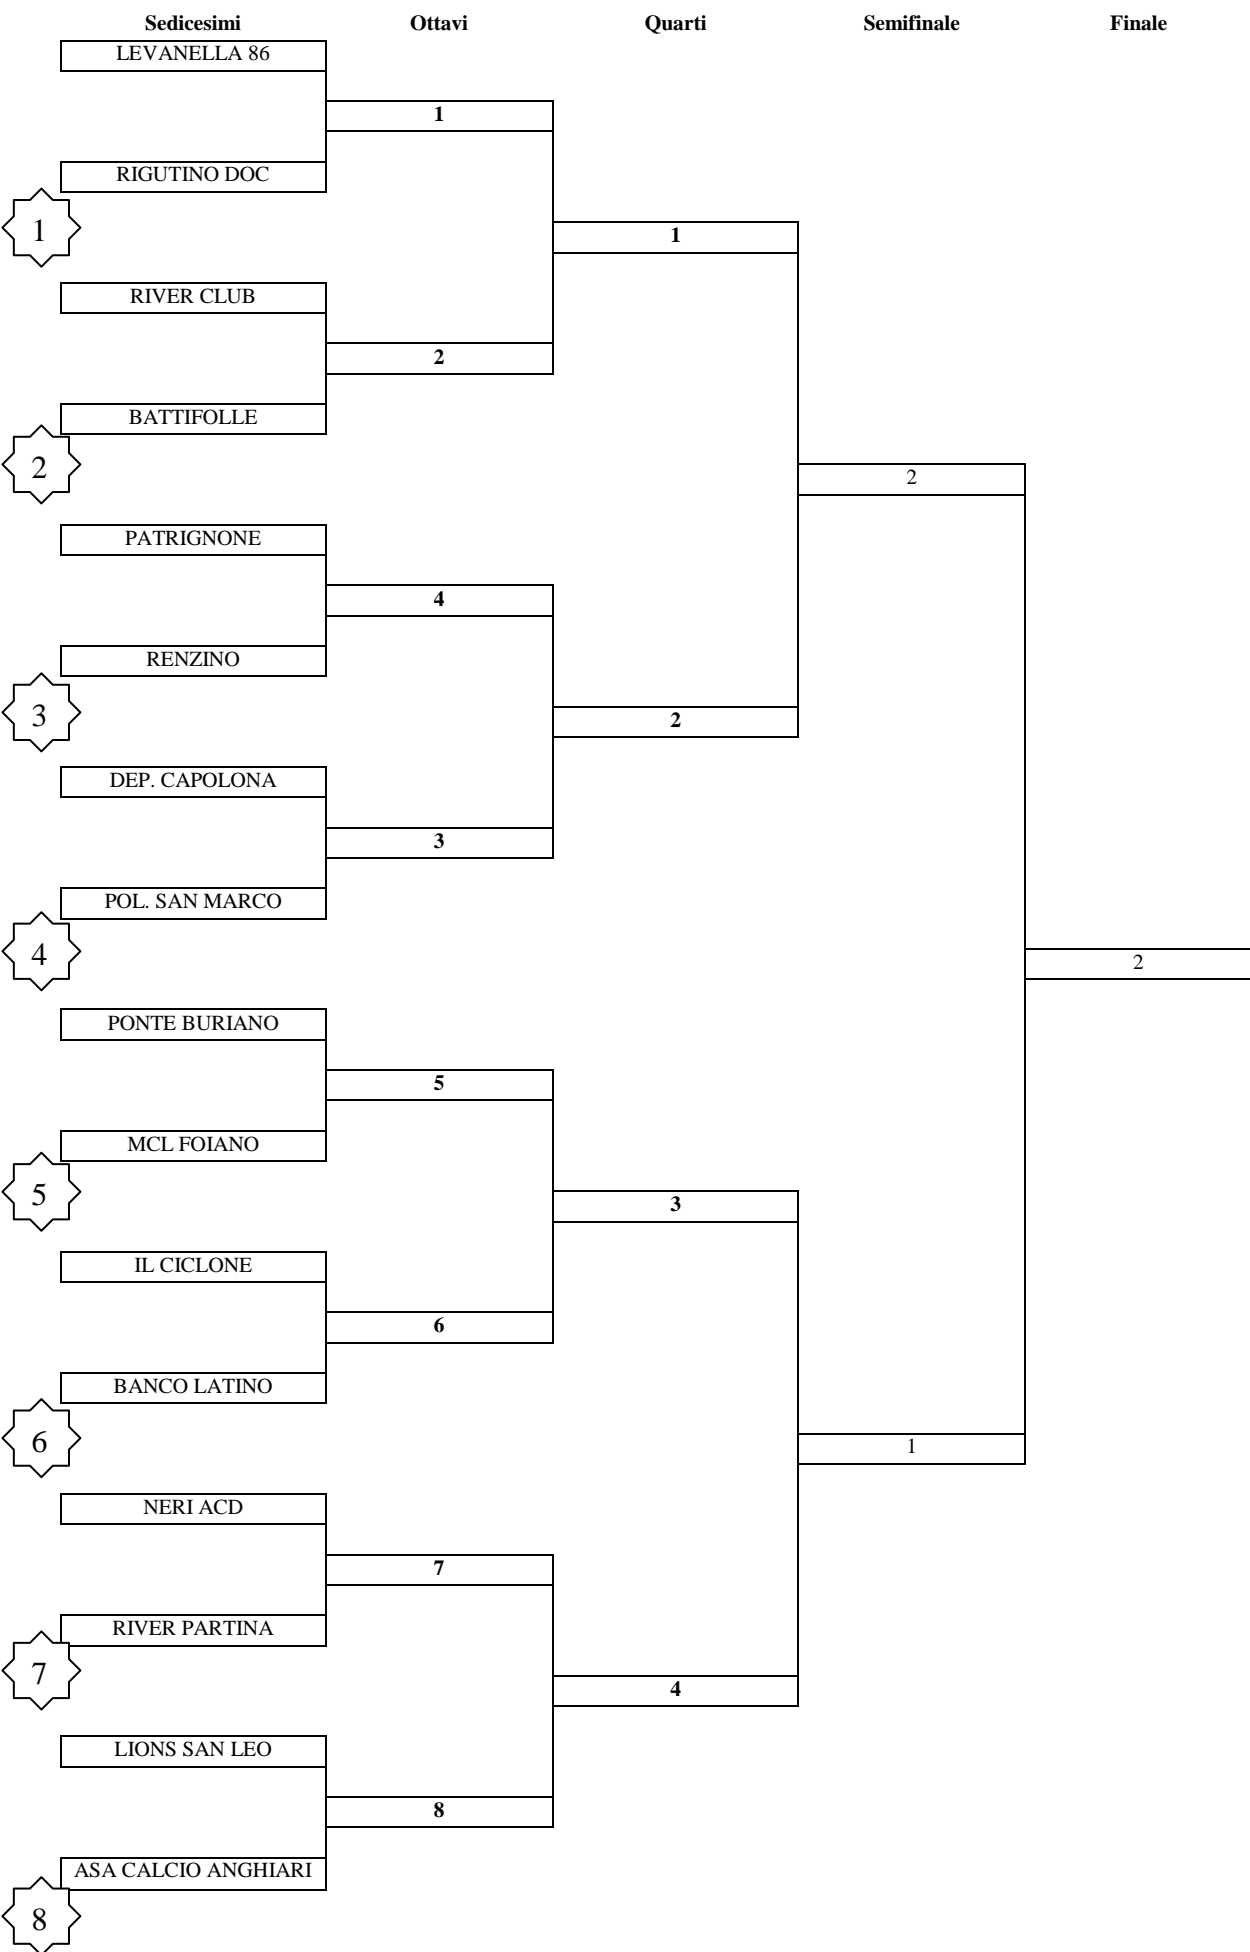 Sedicesimi Ottavi Quarti Semifinale Finale
LEVANELLA 86
1
RIGUTINO DOC
1
1
RIVER CLUB
2
BATTIFOLLE
2
2
PATRIGNONE
4
RENZINO
3
2
DEP. CAPOLONA
3
POL. SAN MARCO
4
2
PONTE BURIANO
5
MCL FOIANO
5
3
IL CICLONE
6
BANCO LATINO
6
1
NERI ACD
7
RIVER PARTINA
7
4
LIONS SAN LEO
8
ASA CALCIO ANGHIARI
8